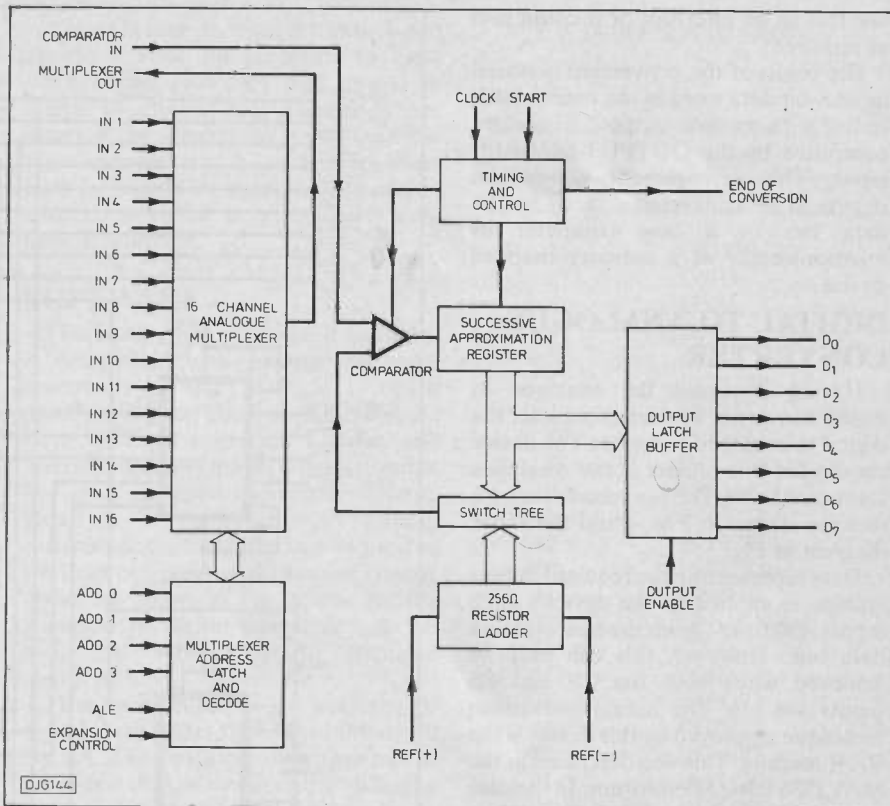 COMPARATOR
IN
MULTIPLEXER
OUT
IN 1
IN 2
IN 3
IN 4
IN 5
IN 6
IN 7
IN 8
IN 9
IN 10
IN 11
IN 12
IN 13
IN 14
IN 15
IN 16
16 CHANNEL
ANALOGUE
MULTIPLEXER
ADD 0
ADD 1
ADD 2
ADD 3
ALE
EXPANSION
CONTROL
MULTIPLEXER
ADDRESS
LATCH
AND
DECODE
CLOCK START
TIMING
AND
CONTROL
END OF
CONVERSION
COMPARATOR
SUCCESSIVE
APPROXIMATION
REGISTER
SWITCH TREE
256Ω
RESISTOR
LADDER
REF(+)
REF(−)
OUTPUT
LATCH
BUFFER
OUTPUT
ENABLE
D0
D1
D2
D3
D4
D5
D6
D7
DJG144